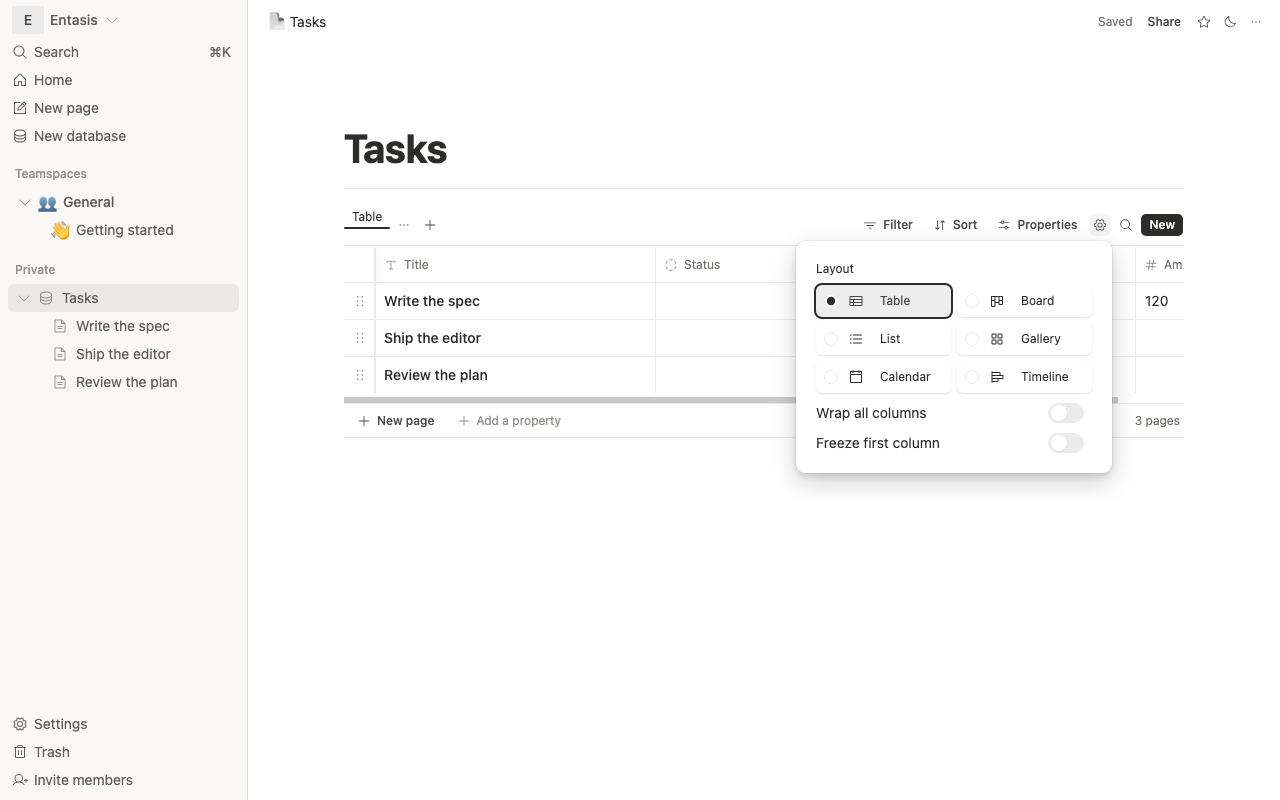 E Entasis
Search ⌘K
Home
New page
New database
Teamspaces
General
Getting started
Private
Tasks
Write the spec
Ship the editor
Review the plan
Settings
Trash
Invite members
Tasks
Saved Share
Tasks
Table
Filter Sort Properties New
Title Status # Am.
Write the spec 120
Ship the editor
Review the plan
New page Add a property 3 pages
Layout
Table Board
List Gallery
Calendar Timeline
Wrap all columns
Freeze first column